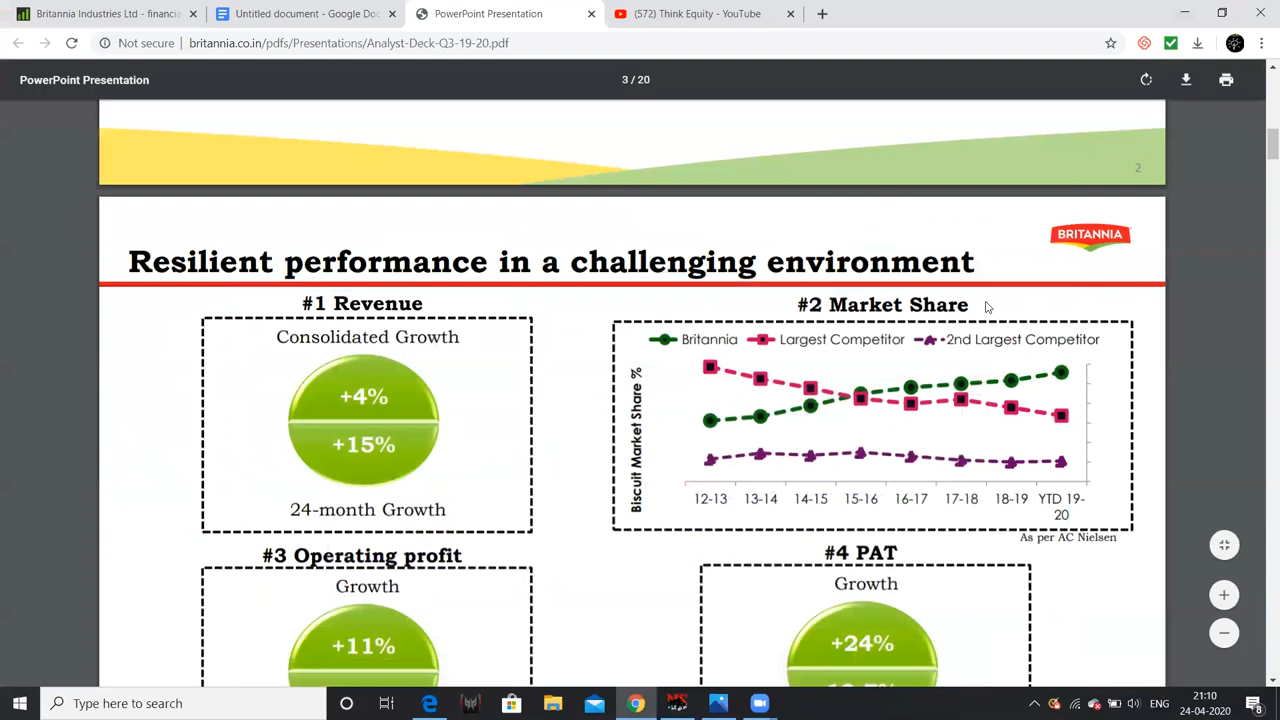 Britannia Industries Ltd - financia
Untitled document - Google Doc
PowerPoint Presentation
(572) Think Equity - YouTube
Not secure
britannia.co.in/pdfs/Presentations/Analyst-Deck-Q3-19-20.pdf
PowerPoint Presentation
3 / 20
2
BRITANNIA
Resilient performance in a challenging environment
#1 Revenue
Consolidated Growth
+4%
+15%
24-month Growth
#2 Market Share
Britannia
Largest Competitor
2nd Largest Competitor
Biscuit Market Share %
12-13 13-14 14-15 15-16 16-17 17-18 18-19 YTD 19-
20
As per AC Nielsen
#3 Operating profit
Growth
+11%
#4 PAT
Growth
+24%
Type here to search
ENG
21:10
24-04-2020
8